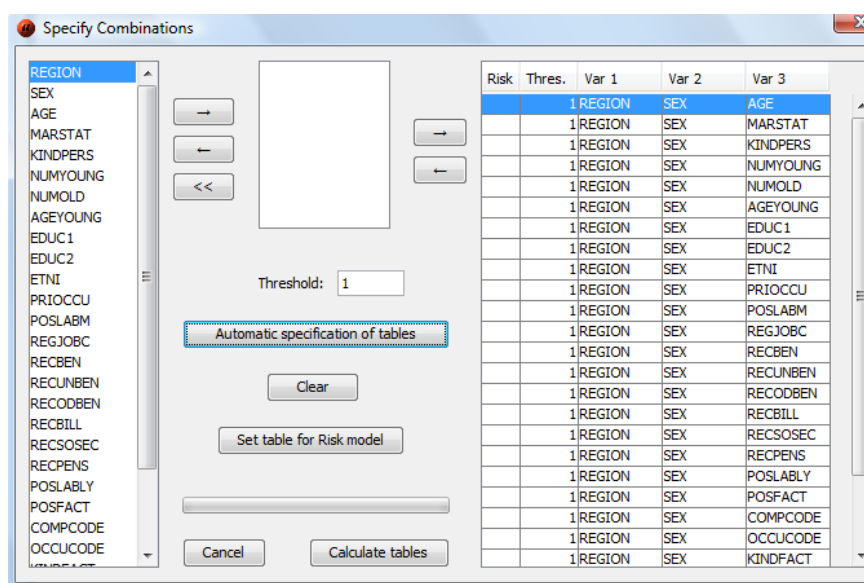 Specify Combinations
REGION
SEX
AGE
MARSTAT
KINDPERS
NUMYOUNG
NUMOLD
AGEYOUNG
EDUC1
EDUC2
ETNI
PRIOCCU
POSLABM
REGJOBC
RECBEN
RECUNBEN
RECODBEN
RECBILL
RECSOSEC
RECPENS
POSLABLY
POSFACT
COMPCODE
OCCUCODE
KINDFACT
→
←
<<
→
←
Threshold: 1
Automatic specification of tables
Clear
Set table for Risk model
Cancel Calculate tables
Risk Thres. Var 1 Var 2 Var 3
1 REGION SEX AGE
1 REGION SEX MARSTAT
1 REGION SEX KINDPERS
1 REGION SEX NUMYOUNG
1 REGION SEX NUMOLD
1 REGION SEX AGEYOUNG
1 REGION SEX EDUC1
1 REGION SEX EDUC2
1 REGION SEX ETNI
1 REGION SEX PRIOCCU
1 REGION SEX POSLABM
1 REGION SEX REGJOBC
1 REGION SEX RECBEN
1 REGION SEX RECUNBEN
1 REGION SEX RECODBEN
1 REGION SEX RECBILL
1 REGION SEX RECSOSEC
1 REGION SEX RECPENS
1 REGION SEX POSLABLY
1 REGION SEX POSFACT
1 REGION SEX COMPCODE
1 REGION SEX OCCUCODE
1 REGION SEX KINDFACT